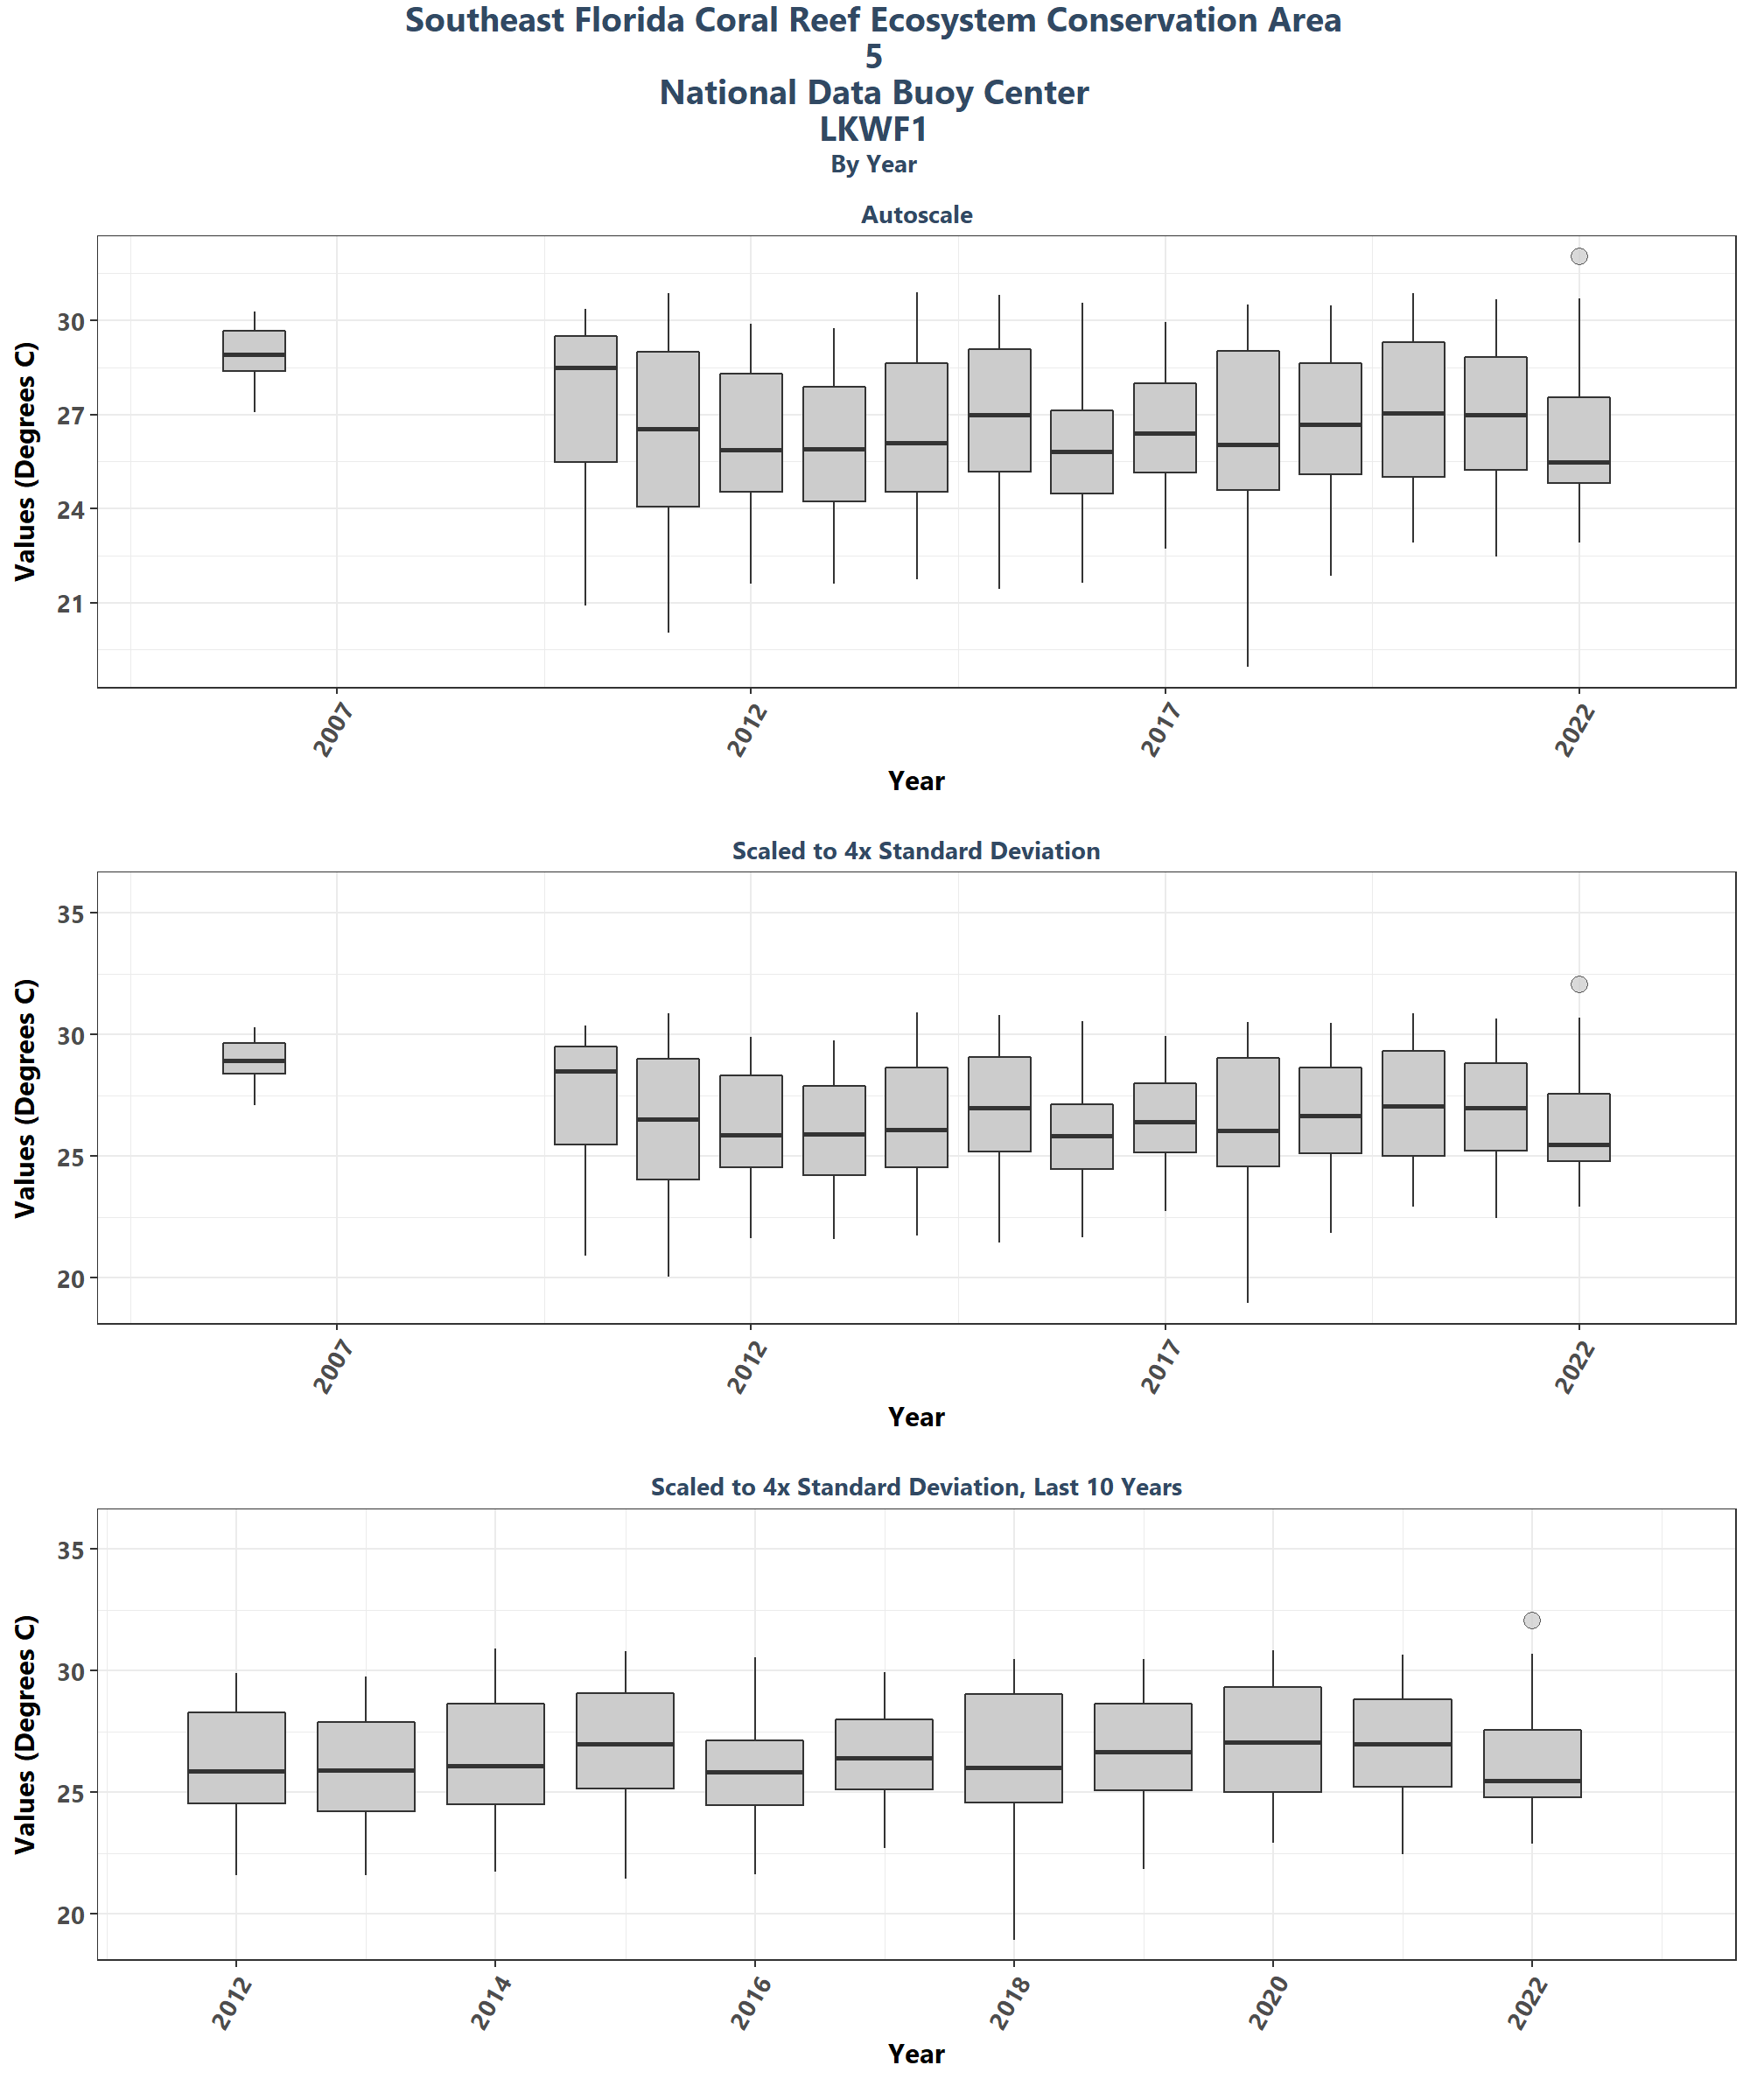 Southeast Florida Coral Reef Ecosystem Conservation Area
5
National Data Buoy Center
LKWF1
By Year
Autoscale
Values (Degrees C)
30
27
24
21
2007
2012
2017
2022
Year
Scaled to 4x Standard Deviation
Values (Degrees C)
35
30
25
20
2007
2012
2017
2022
Year
Scaled to 4x Standard Deviation, Last 10 Years
Values (Degrees C)
35
30
25
20
2012
2014
2016
2018
2020
2022
Year